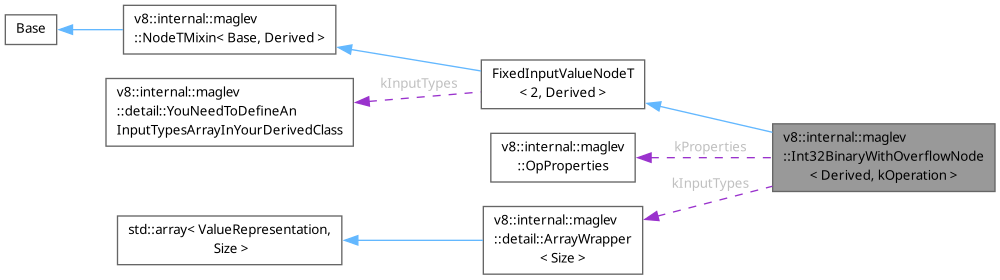 Base
v8::internal::maglev
::NodeTMixin< Base, Derived >
FixedInputValueNodeT
< 2, Derived >
kInputTypes
v8::internal::maglev
::detail::YouNeedToDefineAn
InputTypesArrayInYourDerivedClass
v8::internal::maglev
::OpProperties
kProperties
v8::internal::maglev
::Int32BinaryWithOverflowNode
< Derived, kOperation >
kInputTypes
std::array< ValueRepresentation,
Size >
v8::internal::maglev
::detail::ArrayWrapper
< Size >